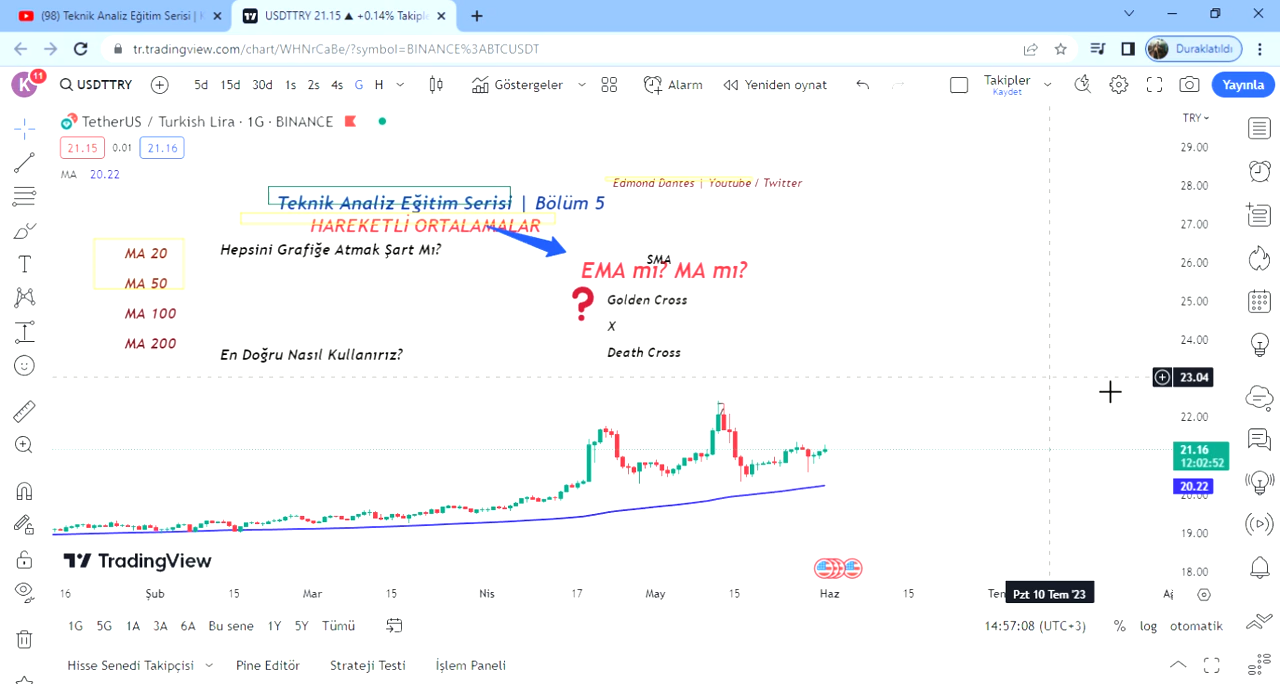 (98) Teknik Analiz Eğitim Serisi | K
USDTTRY 21.15 ▲ +0.14% Takiple
tr.tradingview.com/chart/WHNrCaBe/?symbol=BINANCE%3ABTCUSDT
Duraklatıldı
K 11
USDTTRY 5d 15d 30d 1s 2s 4s G H Göstergeler Alarm Yeniden oynat Takipler Kaydet Yayınla
TetherUS / Turkish Lira · 1G · BINANCE
TRY
21.15 0.01 21.16
MA 20.22
29.00
28.00
27.00
26.00
25.00
24.00
23.04
22.00
21.16
12:02:52
20.22
20.00
19.00
18.00
Edmond Dantes | Youtube / Twitter
Teknik Analiz Eğitim Serisi | Bölüm 5
HAREKETLİ ORTALAMALAR
Hepsini Grafiğe Atmak Şart Mı?
MA 20
MA 50
MA 100
MA 200
En Doğru Nasıl Kullanırız?
SMA
EMA mı? MA mı?
?
Golden Cross
X
Death Cross
TradingView
16 Şub 15 Mar 15 Nis 17 May 15 Haz 15 Tem Pzt 10 Tem '23
1G 5G 1A 3A 6A Bu sene 1Y 5Y Tümü
14:57:08 (UTC+3) % log otomatik
Hisse Senedi Takipçisi Pine Editör Strateji Testi İşlem Paneli